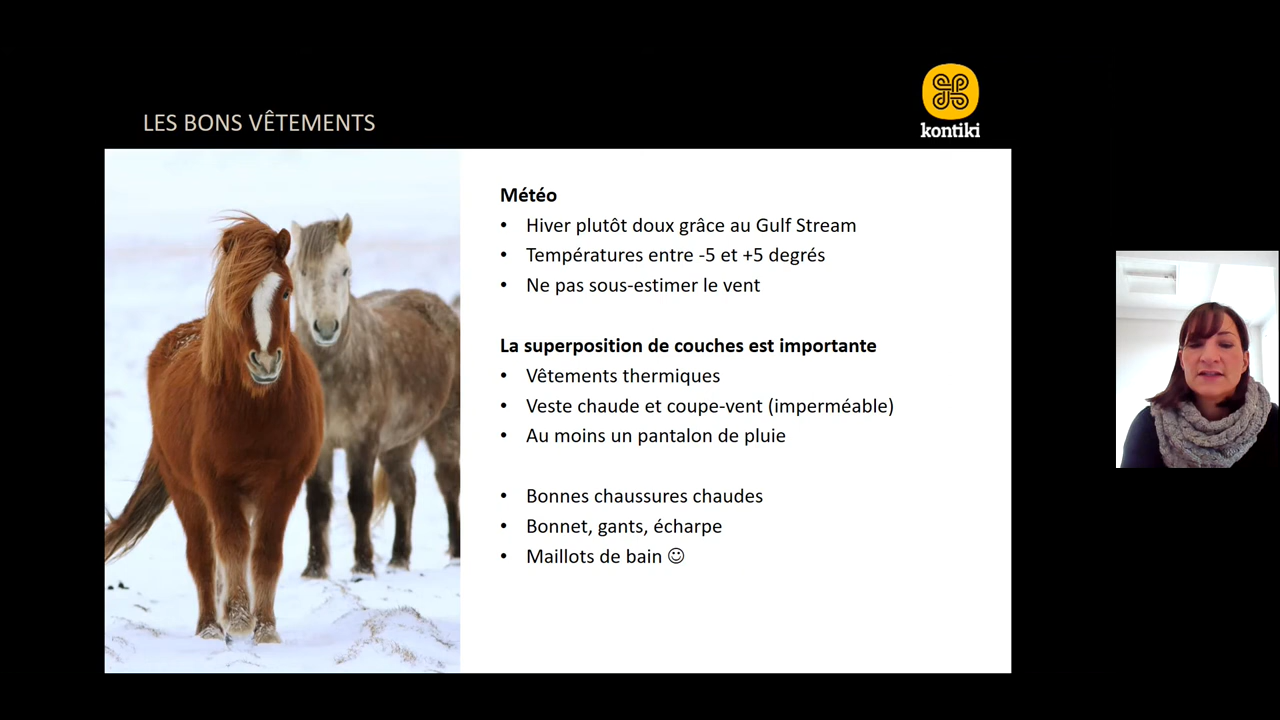 LES BONS VÊTEMENTS
kontiki
Météo
• Hiver plutôt doux grâce au Gulf Stream
• Températures entre -5 et +5 degrés
• Ne pas sous-estimer le vent
La superposition de couches est importante
• Vêtements thermiques
• Veste chaude et coupe-vent (imperméable)
• Au moins un pantalon de pluie
• Bonnes chaussures chaudes
• Bonnet, gants, écharpe
• Maillots de bain ☺